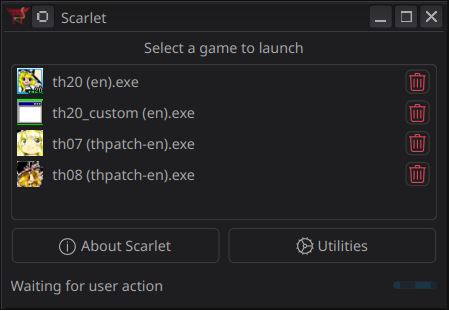 Scarlet
Select a game to launch
th20 (en).exe
th20_custom (en).exe
th07 (thpatch-en).exe
th08 (thpatch-en).exe
About Scarlet
Utilities
Waiting for user action